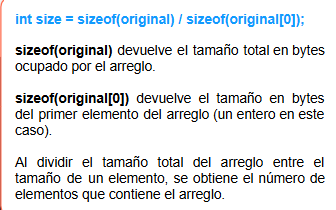 int size = sizeof(original) / sizeof(original[0]);
sizeof(original) devuelve el tamaño total en bytes
ocupado por el arreglo.
sizeof(original[0]) devuelve el tamaño en bytes
del primer elemento del arreglo (un entero en este
caso).
Al dividir el tamaño total del arreglo entre el
tamaño de un elemento, se obtiene el número de
elementos que contiene el arreglo.